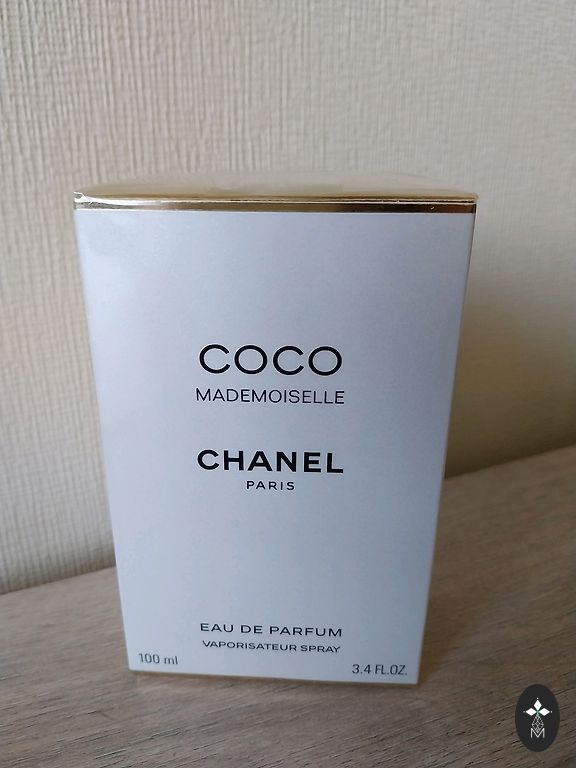 COCO
MADEMOISELLE
CHANEL
PARIS
EAU DE PARFUM
VAPORISATEUR SPRAY
100 ml
3.4 FL.OZ.
M